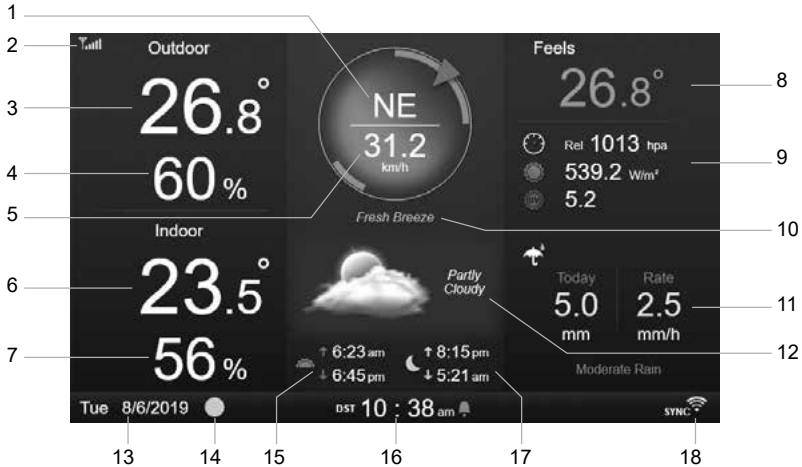 1
2
3
4
5
6
7
8
9
10
11
12
13
14
15
16
17
18
Outdoor
26.8°
60%
Indoor
23.5°
56%
NE
31.2
km/h
Fresh Breeze
Partly
Cloudy
↑ 6:23 am
↓ 6:45 pm
↑ 8:15 pm
↓ 5:21 am
Feels
26.8°
Rel 1013 hpa
539.2 W/m²
5.2
Today
5.0
mm
Rate
2.5
mm/h
Moderate Rain
Tue 8/6/2019
DST 10 : 38 am
SYNC